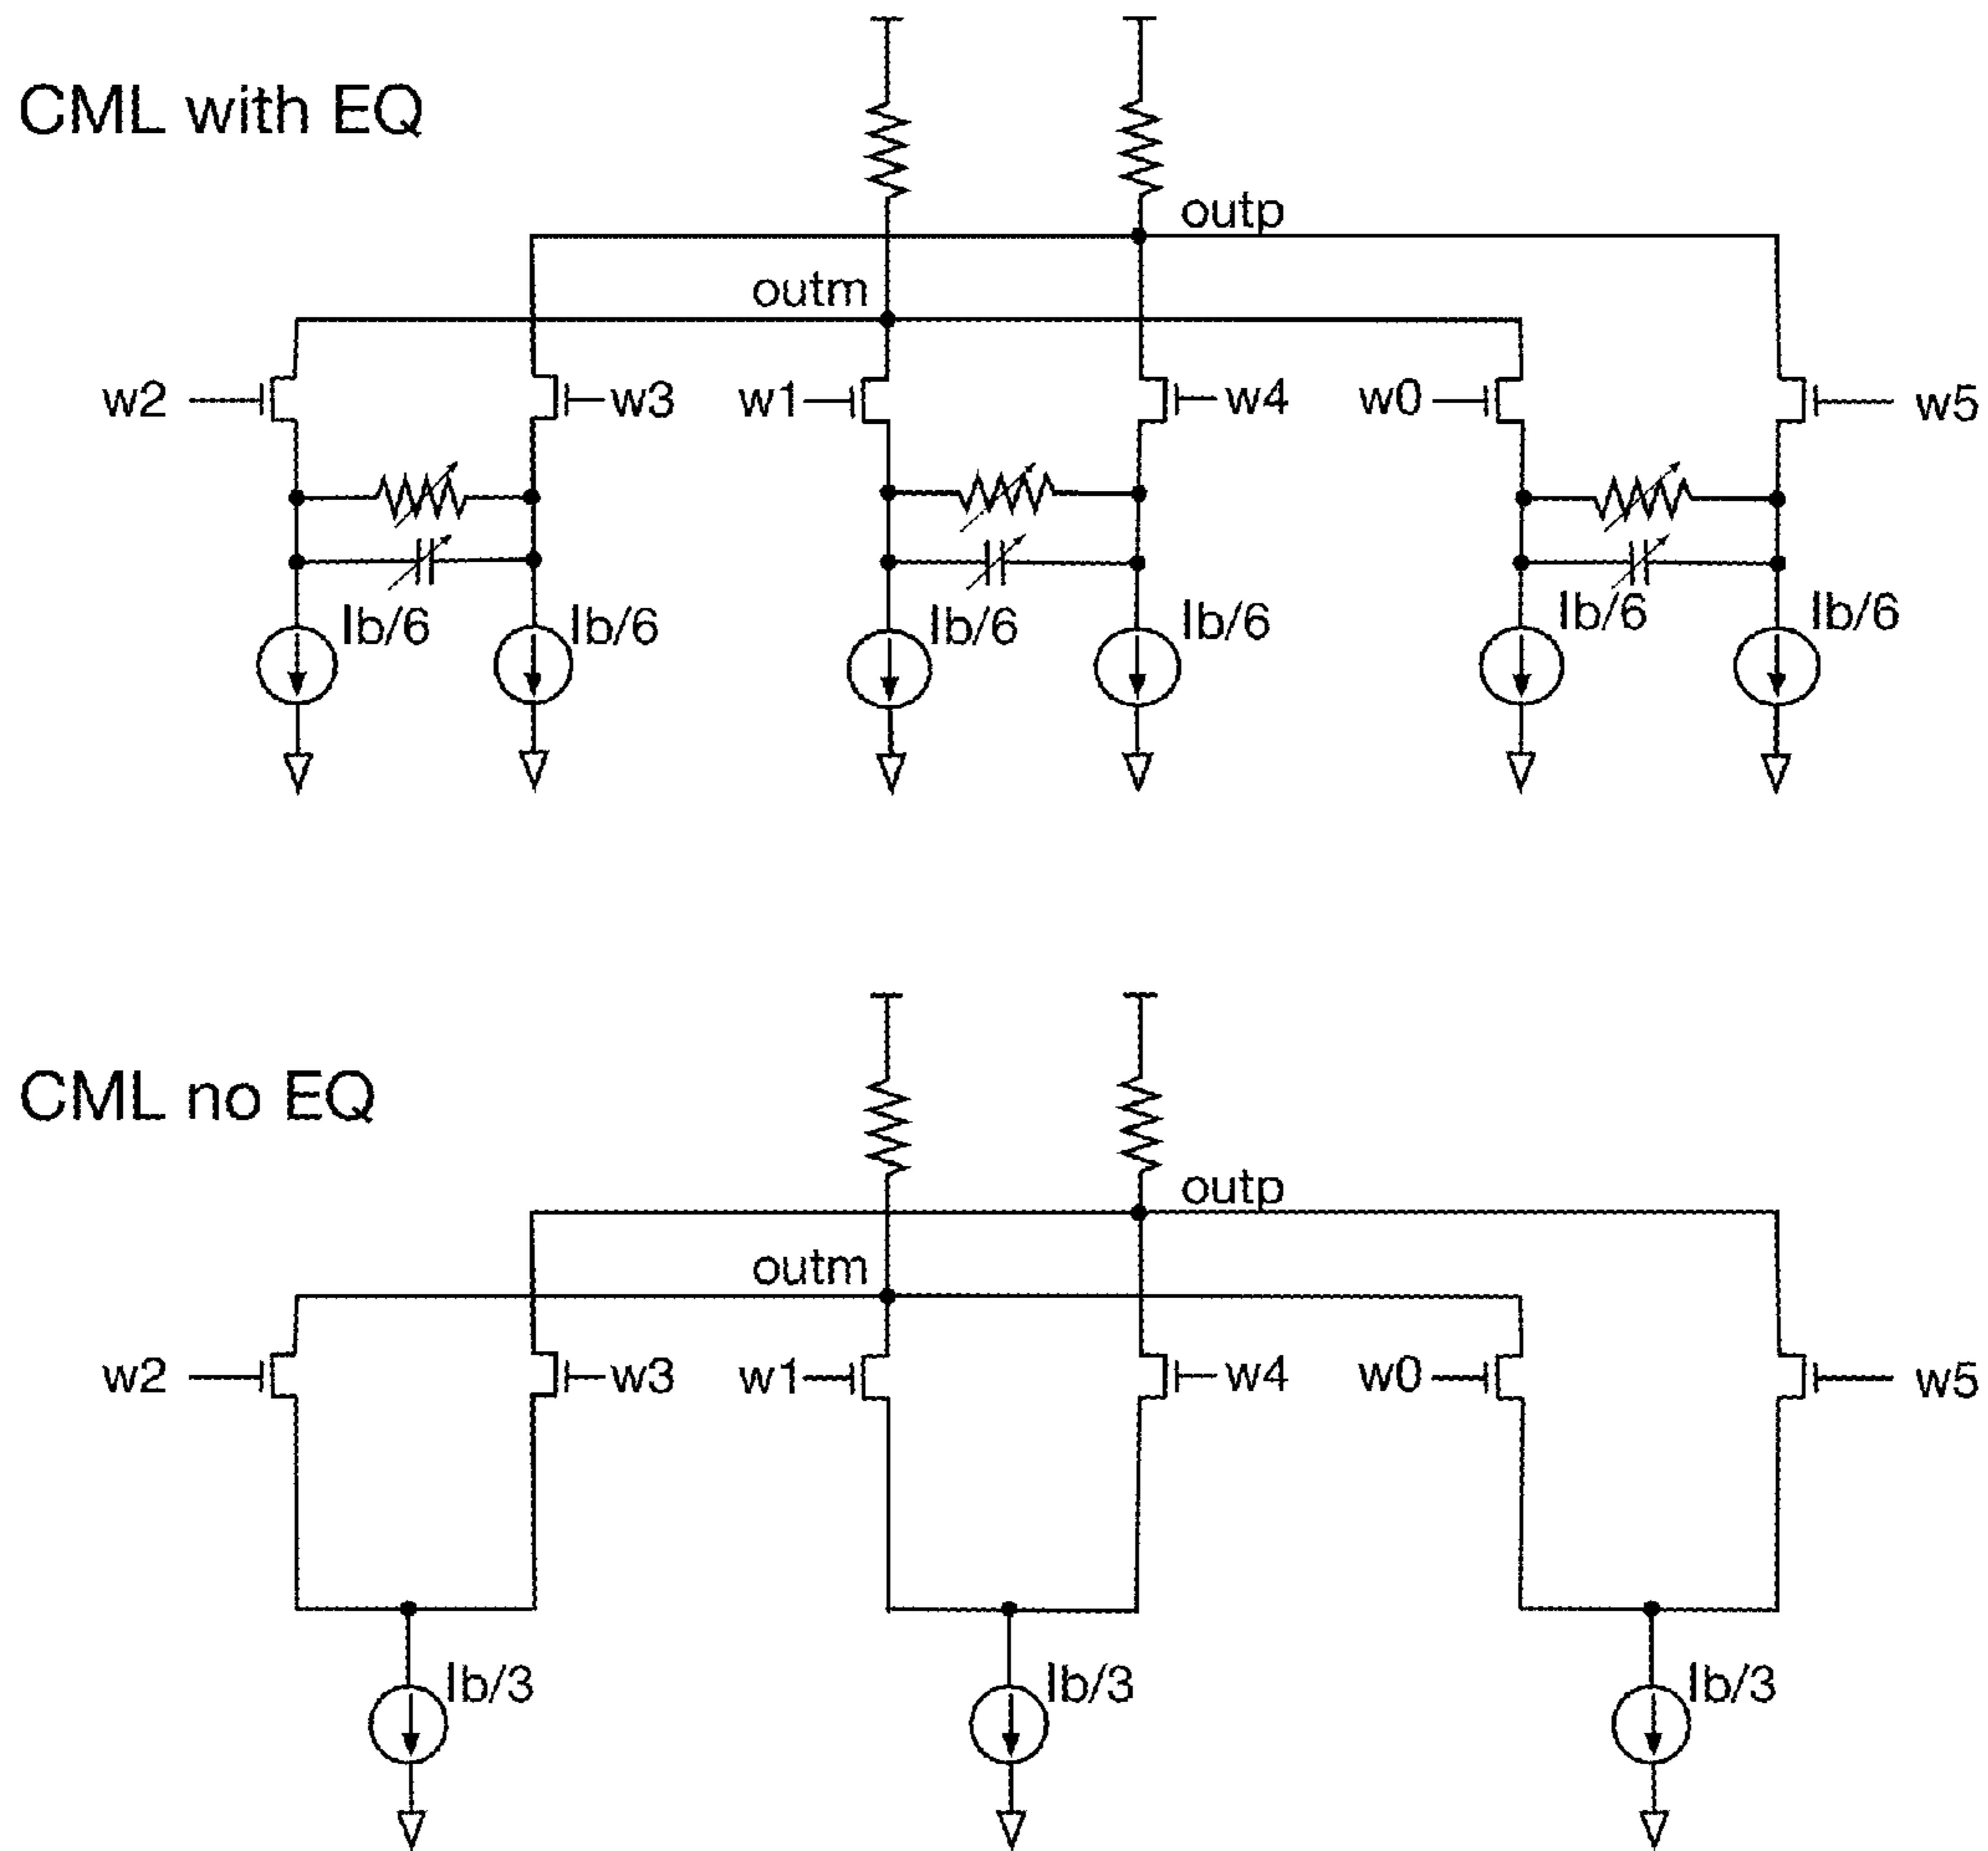 CML with EQ
outp
outm
w2
w3
w1
w4
w0
w5
Ib/6
Ib/6
Ib/6
Ib/6
Ib/6
Ib/6
CML no EQ
outp
outm
w2
w3
w1
w4
w0
w5
Ib/3
Ib/3
Ib/3